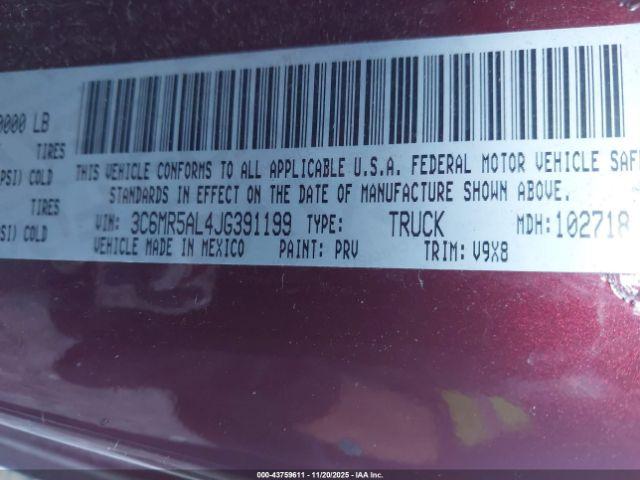 0000 LB
TIRES
PSI) COLD
TIRES
SI) COLD
THIS VEHICLE CONFORMS TO ALL APPLICABLE U.S.A. FEDERAL MOTOR VEHICLE SAFE
STANDARDS IN EFFECT ON THE DATE OF MANUFACTURE SHOWN ABOVE.
VIN: 3C6MR5AL4JG391199 TYPE: TRUCK MDH: 102718
VEHICLE MADE IN MEXICO PAINT: PRV TRIM: V9X8
000-43759611 - 11/20/2025 - IAA Inc.